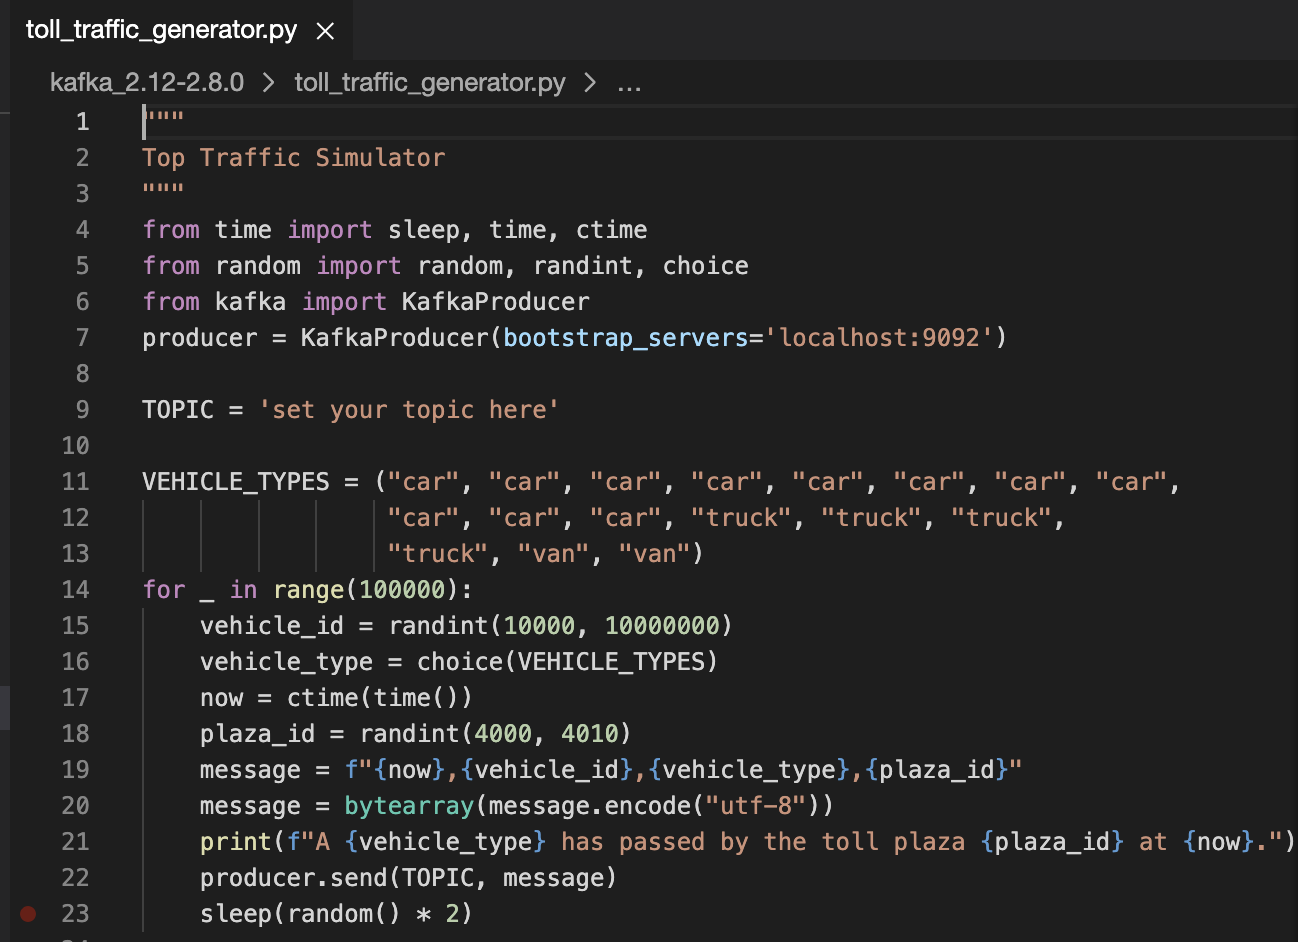 toll_traffic_generator.py ×
kafka_2.12-2.8.0 > toll_traffic_generator.py > ...
1 """
2 Top Traffic Simulator
3 """
4 from time import sleep, time, ctime
5 from random import random, randint, choice
6 from kafka import KafkaProducer
7 producer = KafkaProducer(bootstrap_servers='localhost:9092')
8
9 TOPIC = 'set your topic here'
10
11 VEHICLE_TYPES = ("car", "car", "car", "car", "car", "car", "car", "car",
12                  "car", "car", "car", "truck", "truck", "truck",
13                  "truck", "van", "van")
14 for _ in range(100000):
15     vehicle_id = randint(10000, 10000000)
16     vehicle_type = choice(VEHICLE_TYPES)
17     now = ctime(time())
18     plaza_id = randint(4000, 4010)
19     message = f"{now},{vehicle_id},{vehicle_type},{plaza_id}"
20     message = bytearray(message.encode("utf-8"))
21     print(f"A {vehicle_type} has passed by the toll plaza {plaza_id} at {now}.")
22     producer.send(TOPIC, message)
23     sleep(random() * 2)